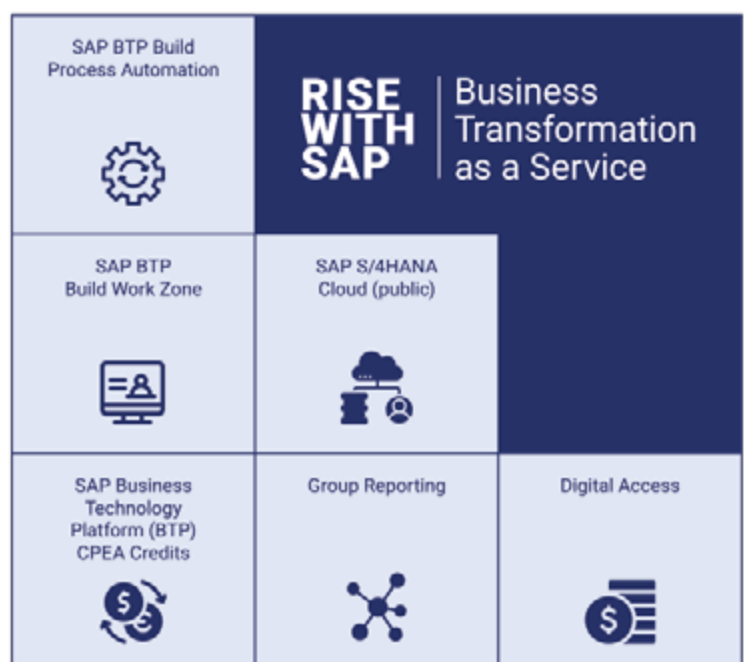 SAP BTP Build
Process Automation
RISE
WITH
SAP
Business
Transformation
as a Service
SAP BTP
Build Work Zone
SAP S/4HANA
Cloud (public)
SAP Business
Technology
Platform (BTP)
CPEA Credits
$
€
Group Reporting
Digital Access
$